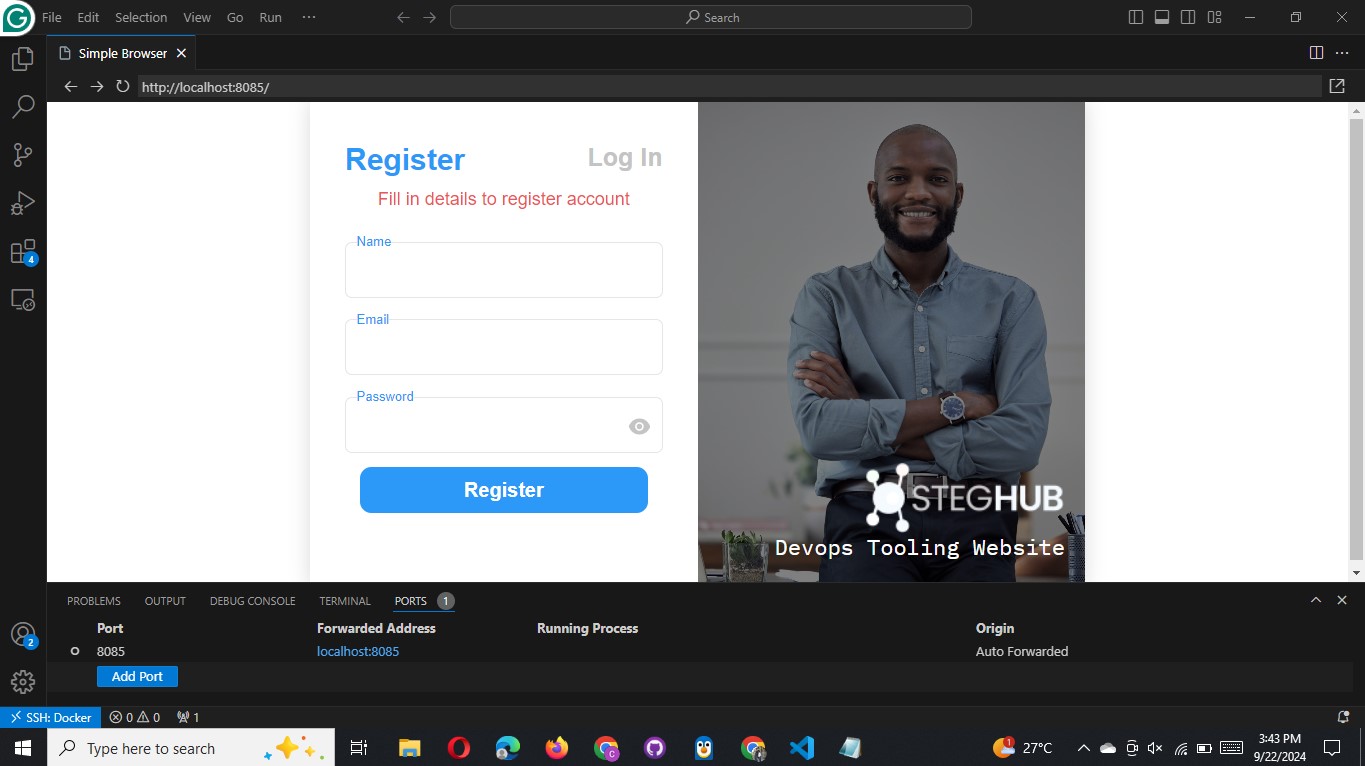 File Edit Selection View Go Run ···
Search
Simple Browser
http://localhost:8085/
Register
Log In
Fill in details to register account
Name
Email
Password
Register
STEGHUB
Devops Tooling Website
4
2
PROBLEMS OUTPUT DEBUG CONSOLE TERMINAL PORTS 1
Port Forwarded Address Running Process Origin
8085 localhost:8085 Auto Forwarded
Add Port
SSH: Docker 0 0 1
Type here to search
C
1
27°C
3:43 PM
9/22/2024